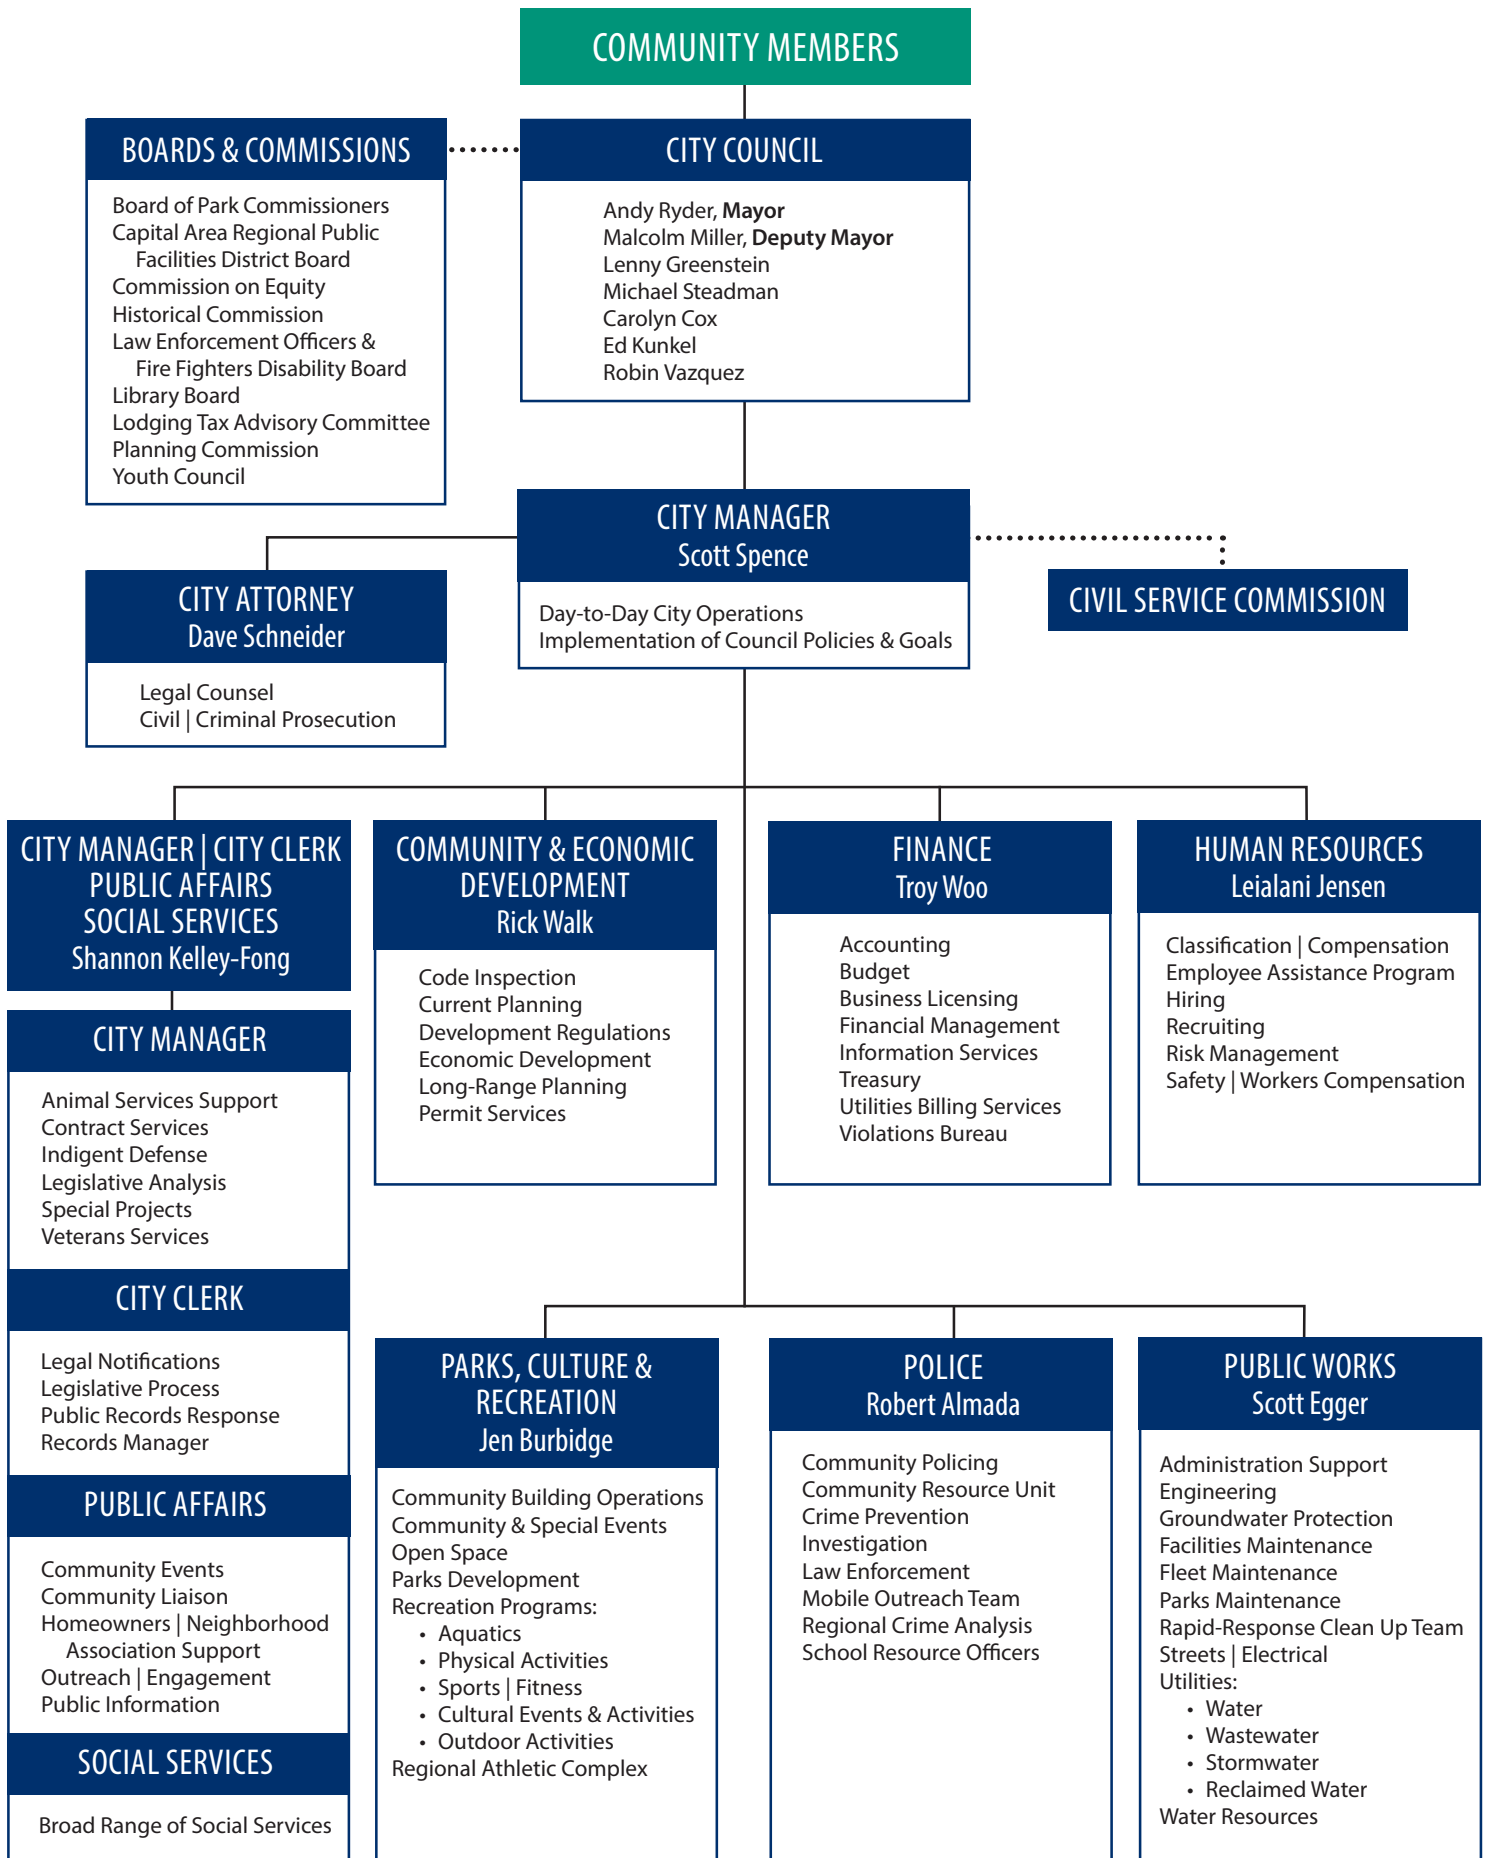 COMMUNITY MEMBERS
BOARDS & COMMISSIONS
Board of Park Commissioners
Capital Area Regional Public
Facilities District Board
Commission on Equity
Historical Commission
Law Enforcement Officers &
Fire Fighters Disability Board
Library Board
Lodging Tax Advisory Committee
Planning Commission
Youth Council
CITY COUNCIL
Andy Ryder, Mayor
Malcolm Miller, Deputy Mayor
Lenny Greenstein
Michael Steadman
Carolyn Cox
Ed Kunkel
Robin Vazquez
CITY MANAGER
Scott Spence
Day-to-Day City Operations
Implementation of Council Policies & Goals
CITY ATTORNEY
Dave Schneider
Legal Counsel
Civil | Criminal Prosecution
CIVIL SERVICE COMMISSION
CITY MANAGER | CITY CLERK
PUBLIC AFFAIRS
SOCIAL SERVICES
Shannon Kelley-Fong
CITY MANAGER
Animal Services Support
Contract Services
Indigent Defense
Legislative Analysis
Special Projects
Veterans Services
CITY CLERK
Legal Notifications
Legislative Process
Public Records Response
Records Manager
PUBLIC AFFAIRS
Community Events
Community Liaison
Homeowners | Neighborhood
Association Support
Outreach | Engagement
Public Information
SOCIAL SERVICES
Broad Range of Social Services
COMMUNITY & ECONOMIC
DEVELOPMENT
Rick Walk
Code Inspection
Current Planning
Development Regulations
Economic Development
Long-Range Planning
Permit Services
FINANCE
Troy Woo
Accounting
Budget
Business Licensing
Financial Management
Information Services
Treasury
Utilities Billing Services
Violations Bureau
HUMAN RESOURCES
Leialani Jensen
Classification | Compensation
Employee Assistance Program
Hiring
Recruiting
Risk Management
Safety | Workers Compensation
PARKS, CULTURE &
RECREATION
Jen Burbidge
Community Building Operations
Community & Special Events
Open Space
Parks Development
Recreation Programs:
• Aquatics
• Physical Activities
• Sports | Fitness
• Cultural Events & Activities
• Outdoor Activities
Regional Athletic Complex
POLICE
Robert Almada
Community Policing
Community Resource Unit
Crime Prevention
Investigation
Law Enforcement
Mobile Outreach Team
Regional Crime Analysis
School Resource Officers
PUBLIC WORKS
Scott Egger
Administration Support
Engineering
Groundwater Protection
Facilities Maintenance
Fleet Maintenance
Parks Maintenance
Rapid-Response Clean Up Team
Streets | Electrical
Utilities:
• Water
• Wastewater
• Stormwater
• Reclaimed Water
Water Resources